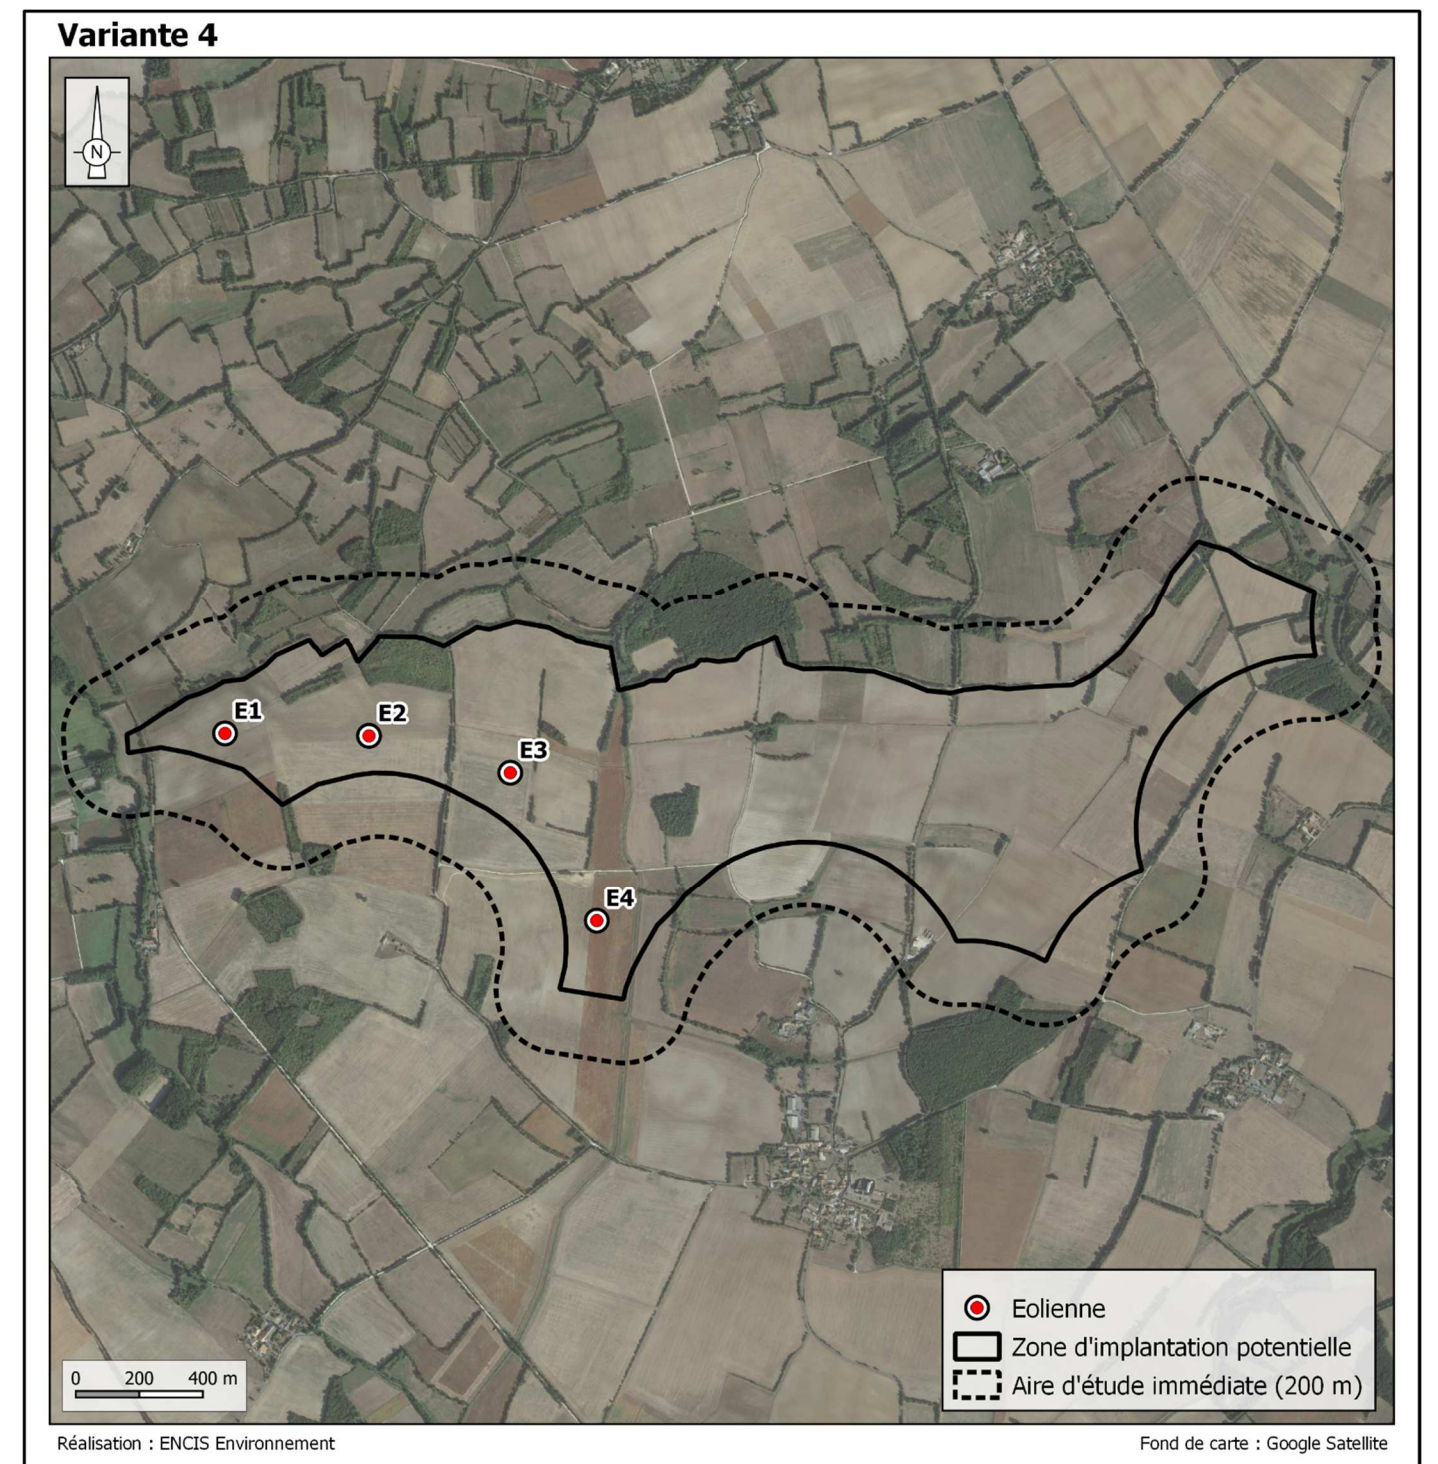 Variante 4
N
E1
E2
E3
E4
Eolienne
Zone d'implantation potentielle
Aire d'étude immédiate (200 m)
0 200 400 m
Réalisation : ENCIS Environnement
Fond de carte : Google Satellite